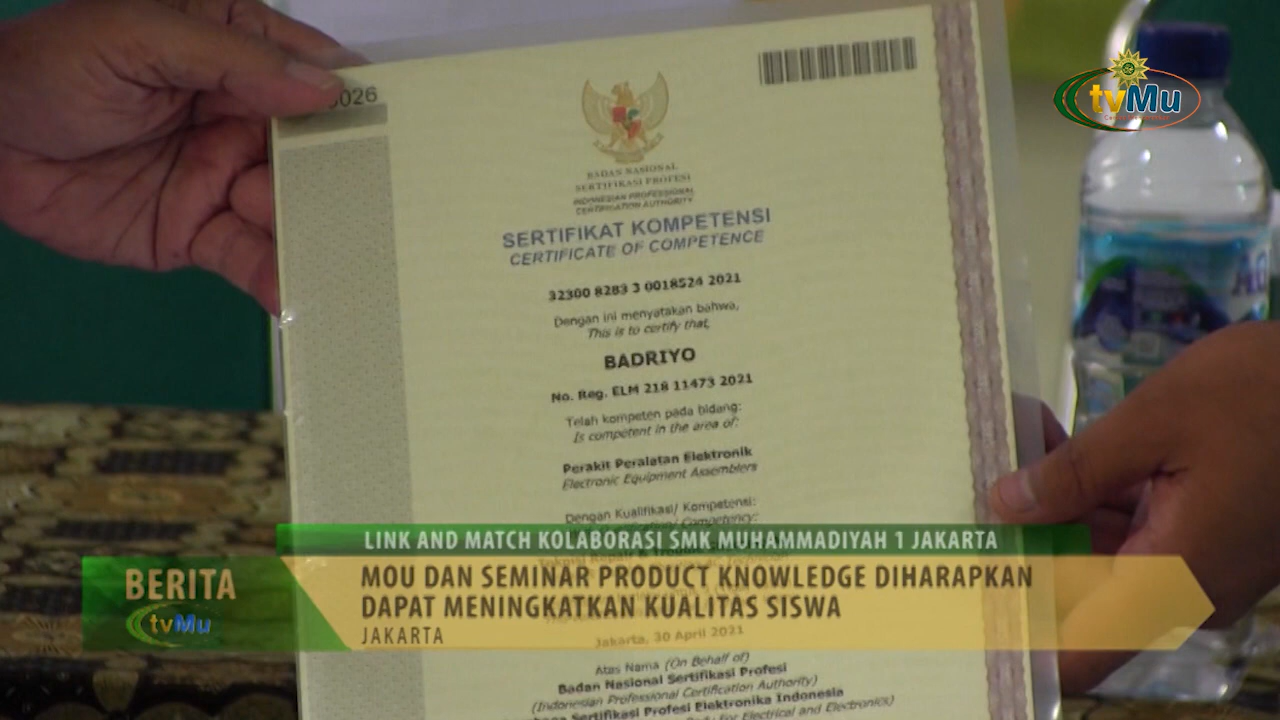 026
BADAN NASIONAL
SERTIFIKASI PROFESI
INDONESIAN PROFESSIONAL
CERTIFICATION AUTHORITY
SERTIFIKAT KOMPETENSI
CERTIFICATE OF COMPETENCE
32300 8283 3 0018524 2021
Dengan ini menyatakan bahwa,
This is to certify that,
BADRIYO
No. Reg. ELM 218 11473 2021
Telah kompeten pada bidang:
Is competent in the area of:
Perakit Peralatan Elektronik
Electronic Equipment Assemblers
Dengan Kualifikasi/ Kompetensi:
Competency:
tvMu
LINK AND MATCH KOLABORASI SMK MUHAMMADIYAH 1 JAKARTA
BERITA
tvMu
MOU DAN SEMINAR PRODUCT KNOWLEDGE DIHARAPKAN
DAPAT MENINGKATKAN KUALITAS SISWA
JAKARTA
Jakarta, 30 April 2021
Atas Nama (On Behalf of)
Badan Nasional Sertifikasi Profesi
(Indonesian Professional Certification Authority)
Sertifikasi Profesi Elektronika Indonesia
for Electrical and Electronics)